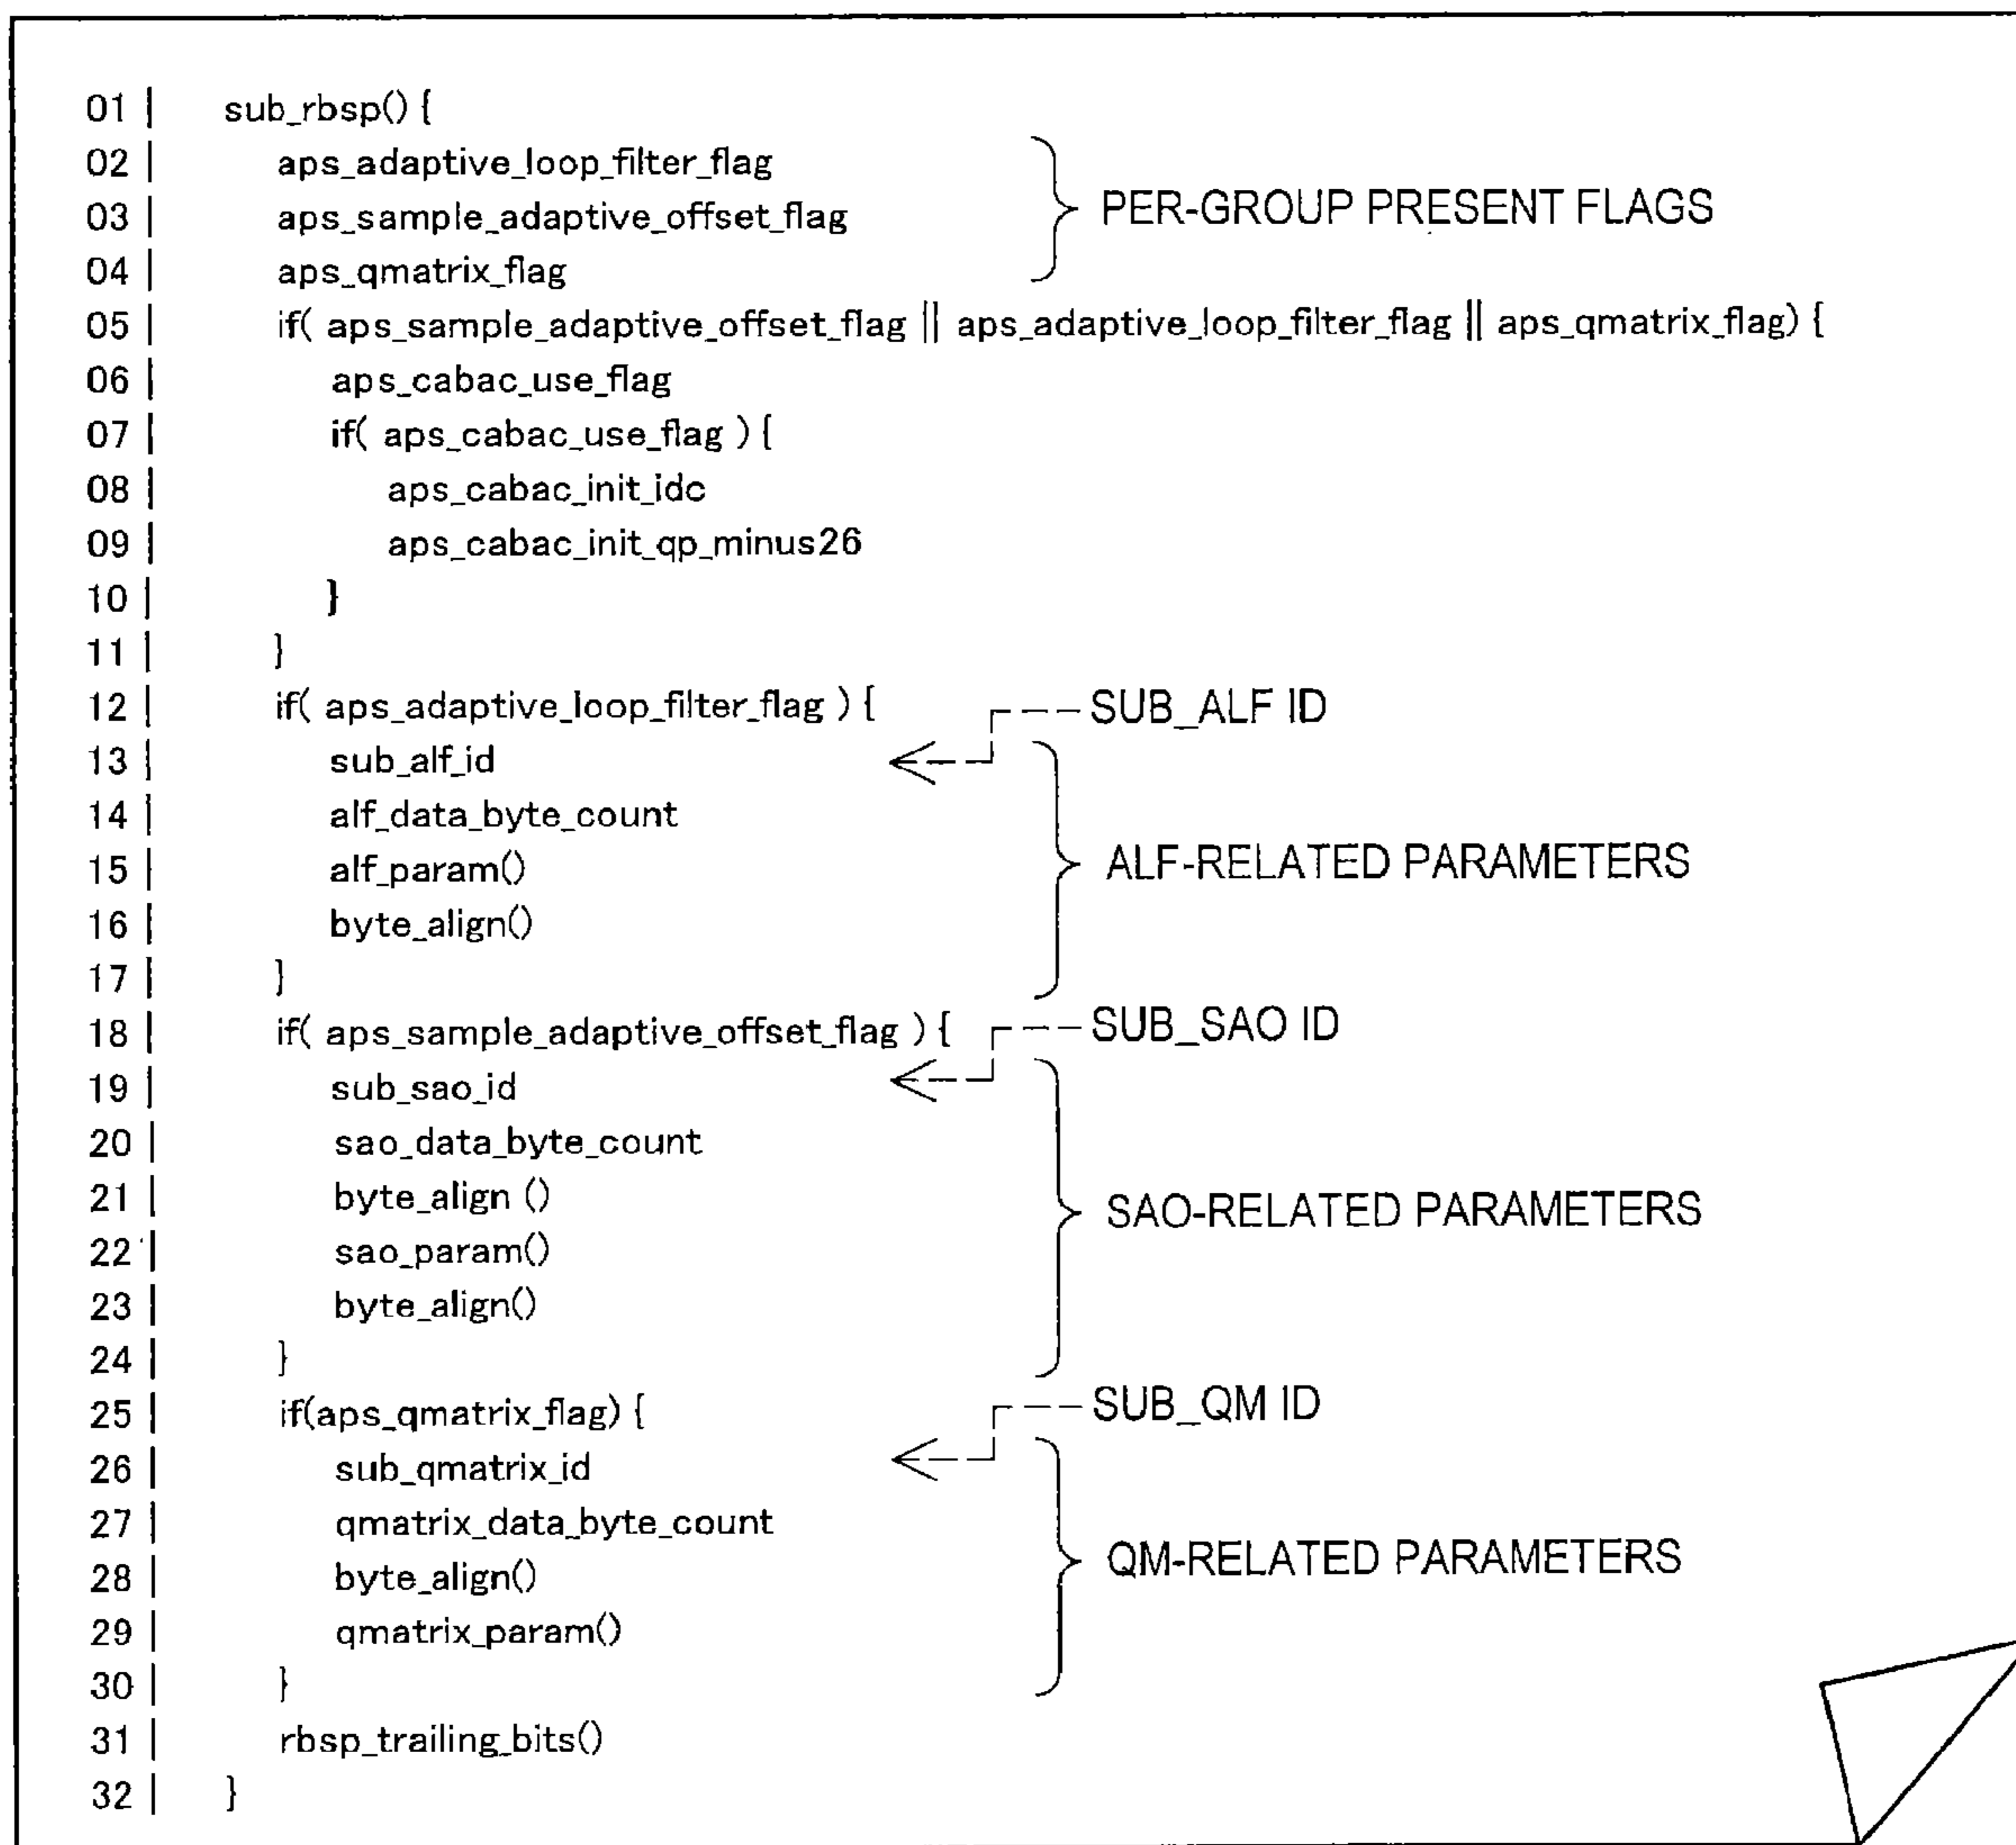 01 | sub_rbsp() {
02 | aps_adaptive_loop_filter_flag
03 | aps_sample_adaptive_offset_flag PER-GROUP PRESENT FLAGS
04 | aps_qmatrix_flag
05 | if( aps_sample_adaptive_offset_flag || aps_adaptive_loop_filter_flag || aps_qmatrix_flag) {
06 | aps_cabac_use_flag
07 | if( aps_cabac_use_flag ) {
08 | aps_cabac_init_idc
09 | aps_cabac_init_qp_minus26
10 | }
11 | }
12 | if( aps_adaptive_loop_filter_flag ) { SUB_ALF ID
13 | sub_alf_id
14 | alf_data_byte_count
15 | alf_param() ALF-RELATED PARAMETERS
16 | byte_align()
17 | }
18 | if( aps_sample_adaptive_offset_flag ) { SUB_SAO ID
19 | sub_sao_id
20 | sao_data_byte_count
21 | byte_align () SAO-RELATED PARAMETERS
22 | sao_param()
23 | byte_align()
24 | }
25 | if(aps_qmatrix_flag) { SUB_QM ID
26 | sub_qmatrix_id
27 | qmatrix_data_byte_count
28 | byte_align() QM-RELATED PARAMETERS
29 | qmatrix_param()
30 | }
31 | rbsp_trailing_bits()
32 | }